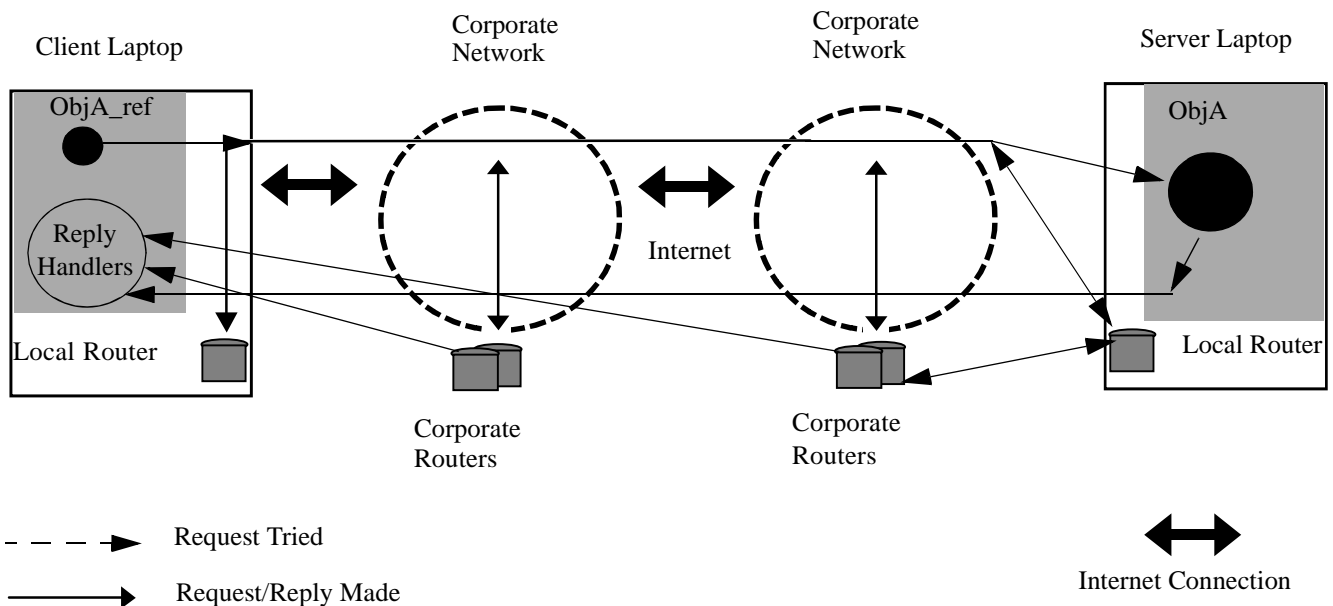 Client Laptop
Corporate
Network
Corporate
Network
Server Laptop
ObjA_ref
ObjA
Reply
Handlers
Internet
Local Router
Local Router
Corporate
Routers
Corporate
Routers
Request Tried
Request/Reply Made
Internet Connection